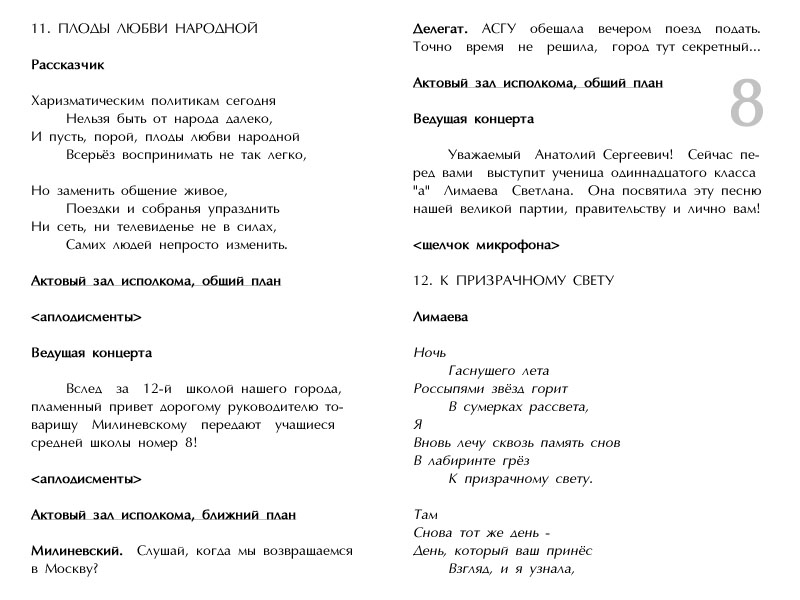 11. ПЛОДЫ ЛЮБВИ НАРОДНОЙ
Рассказчик
Харизматическим политикам сегодня
Нельзя быть от народа далеко,
И пусть, порой, плоды любви народной
Всерьёз воспринимать не так легко,
Но заменить общение живое,
Поездки и собранья упразднить
Ни сеть, ни телевиденье не в силах,
Самих людей непросто изменить.
Актовый зал исполкома, общий план
<аплодисменты>
Ведущая концерта
Вслед за 12-й школой нашего города,
пламенный привет дорогому руководителю то-
варищу Милиневскому передают учашиеся
средней школы номер 8!
<аплодисменты>
Актовый зал исполкома, ближний план
Милиневский. Слушай, когда мы возвращаемся
в Москву?
Делегат. АСГУ обещала вечером поезд подать.
Точно время не решила, город тут секретный...
Актовый зал исполкома, общий план
8
Ведущая концерта
Уважаемый Анатолий Сергеевич! Сейчас пе-
ред вами выступит ученица одиннадцатого класса
"а" Лимаева Светлана. Она посвятила эту песню
нашей великой партии, правительству и лично вам!
<щелчок микрофона>
12. К ПРИЗРАЧНОМУ СВЕТУ
Лимаева
Ночь
Гаснущего лета
Россыпями звёзд горит
В сумерках рассвета,
Я
Вновь лечу сквозь память снов
В лабиринте грёз
К призрачному свету.
Там
Снова тот же день -
День, который ваш принёс
Взгляд, и я узнала,